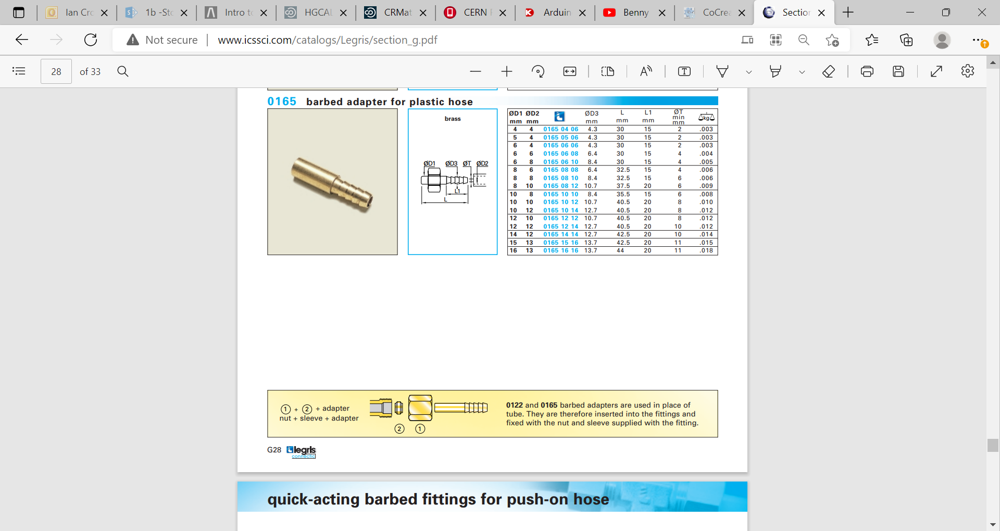 Ian Cro
1b -Sto
Intro to
HGCAL
CRMat
CERN
Arduin
Benny
CoCrea
Section
Not secure
www.icssci.com/catalogs/Legris/section_g.pdf
28 of 33
0165 barbed adapter for plastic hose
brass
ØD1 ØD3 ØT ØD2
L1
L
ØD1 ØD2 ØD3 L L1 ØT min kg
mm mm mm mm mm mm
4 4 0165 04 06 4.3 30 15 2 .003
5 4 0165 05 06 4.3 30 15 2 .003
6 4 0165 06 06 4.3 30 15 2 .003
6 6 0165 06 08 6.4 30 15 4 .004
6 8 0165 06 10 8.4 30 15 4 .005
8 6 0165 08 08 6.4 32.5 15 4 .006
8 8 0165 08 10 8.4 32.5 15 6 .006
8 10 0165 08 12 10.7 37.5 20 6 .009
10 8 0165 10 10 8.4 35.5 15 6 .008
10 10 0165 10 12 10.7 40.5 20 8 .010
10 12 0165 10 14 12.7 40.5 20 8 .012
12 10 0165 12 12 10.7 40.5 20 8 .012
12 12 0165 12 14 12.7 40.5 20 10 .012
14 12 0165 14 14 12.7 42.5 20 10 .014
15 13 0165 15 16 13.7 42.5 20 11 .015
16 13 0165 16 16 13.7 44 20 11 .018
1 + 2 + adapter
nut + sleeve + adapter
2 1
0122 and 0165 barbed adapters are used in place of
tube. They are therefore inserted into the fittings and
fixed with the nut and sleeve supplied with the fitting.
G28 legris
connectic
quick-acting barbed fittings for push-on hose